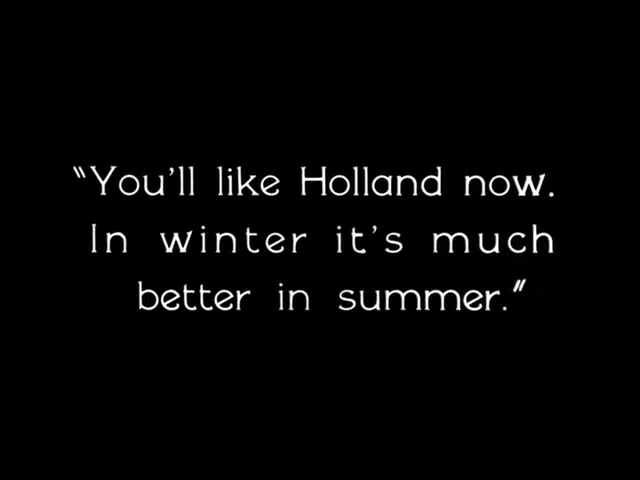 "You'll like Holland now.
In winter it's much
better in summer."